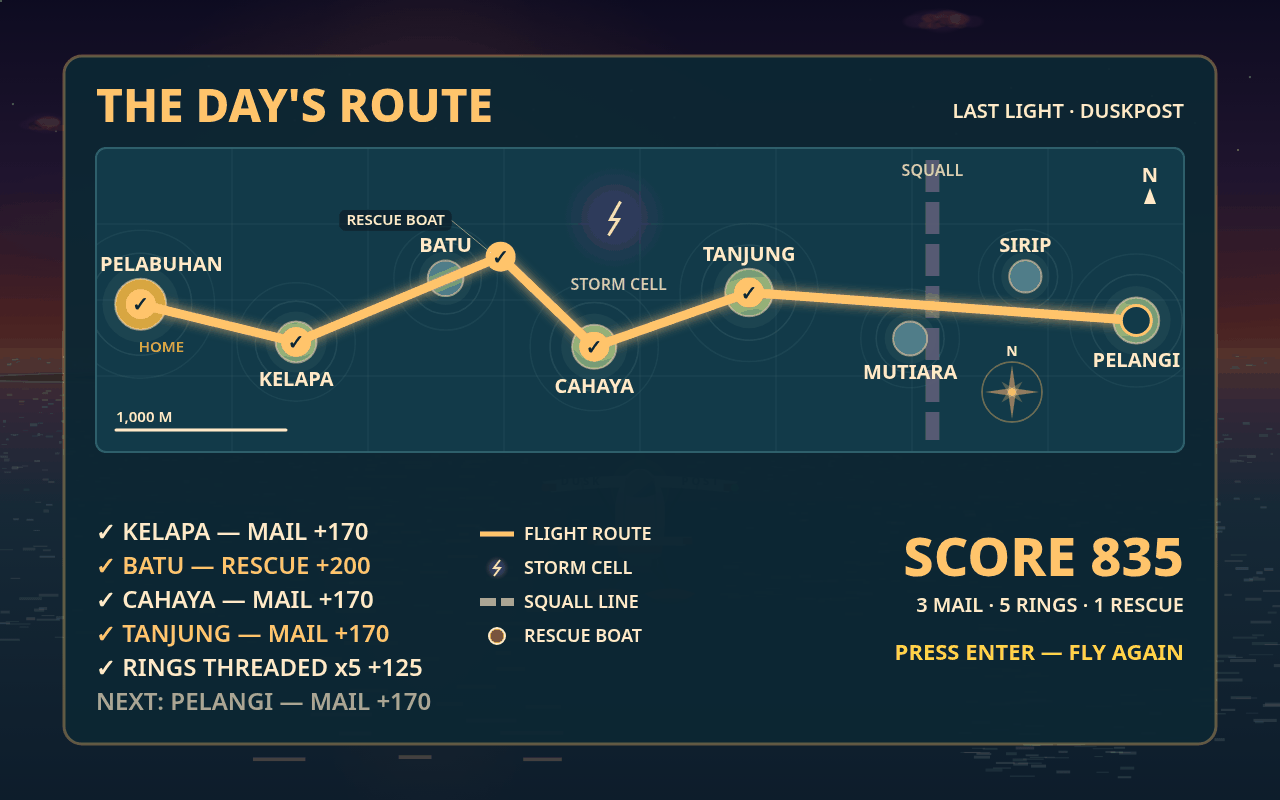 THE DAY'S ROUTE
LAST LIGHT · DUSKPOST
SQUALL
N
RESCUE BOAT
BATU
SIRIP
TANJUNG
PELABUHAN
STORM CELL
HOME
N
PELANGI
MUTIARA
KELAPA
CAHAYA
1,000 M
✓ KELAPA — MAIL +170
✓ BATU — RESCUE +200
✓ CAHAYA — MAIL +170
✓ TANJUNG — MAIL +170
✓ RINGS THREADED x5 +125
NEXT: PELANGI — MAIL +170
FLIGHT ROUTE
STORM CELL
SQUALL LINE
RESCUE BOAT
SCORE 835
3 MAIL · 5 RINGS · 1 RESCUE
PRESS ENTER — FLY AGAIN